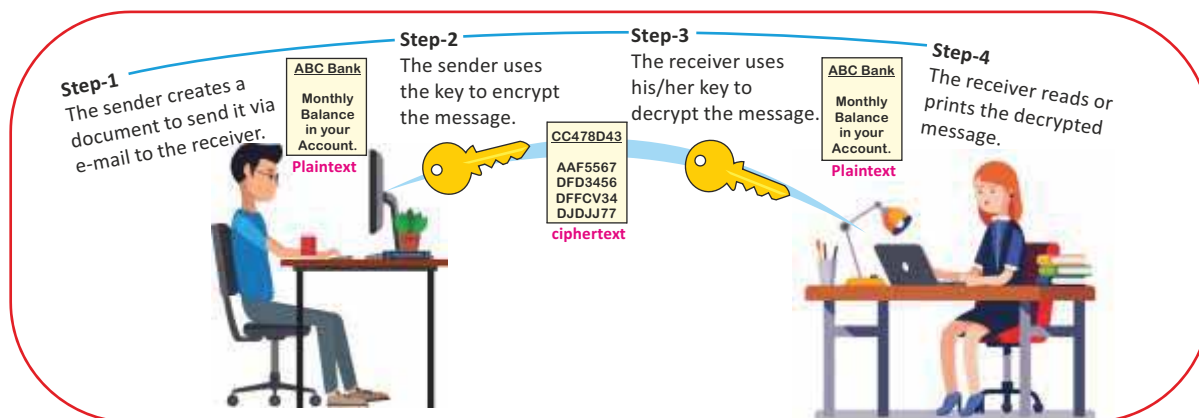 Step-1
The sender creates a
document to send it via
e-mail to the receiver.
ABC Bank
Monthly
Balance
in your
Account.
Plaintext
Step-2
The sender uses
the key to encrypt
the message.
CC478D43
AAF5567
DFD3456
DFFCV34
DJDJJ77
ciphertext
Step-3
The receiver uses
his/her key to
decrypt the message.
ABC Bank
Monthly
Balance
in your
Account.
Plaintext
Step-4
The receiver reads or
prints the decrypted
message.